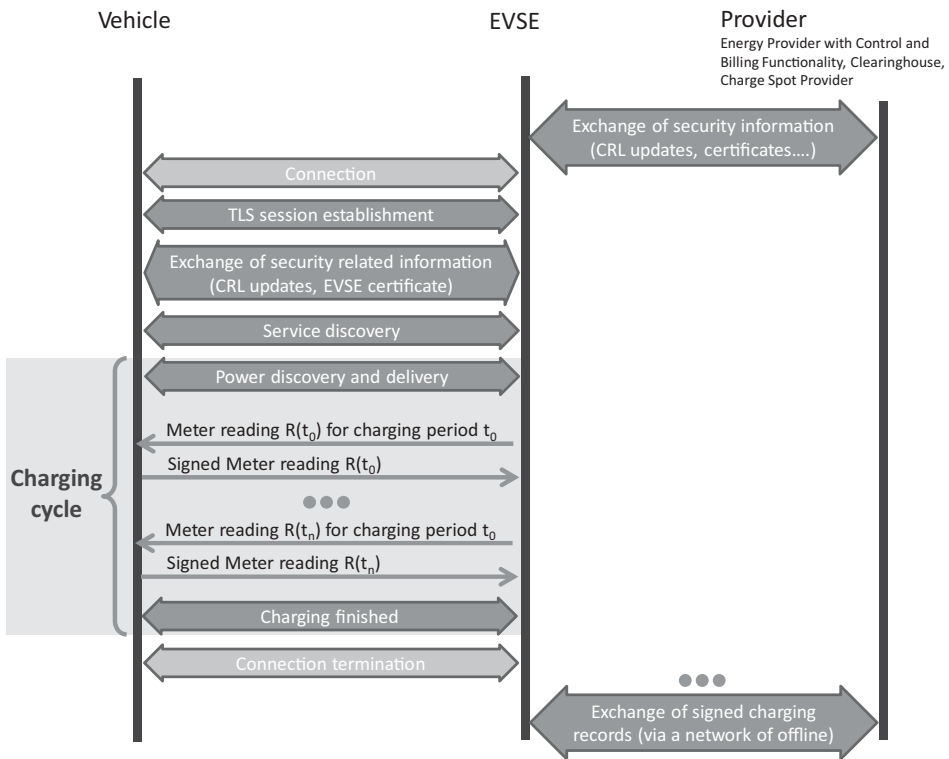 Vehicle
EVSE
Provider
Energy Provider with Control and
Billing Functionality, Clearinghouse,
Charge Spot Provider
Exchange of security information
(CRL updates, certificates....)
Connection
TLS session establishment
Exchange of security related information
(CRL updates, EVSE certificate)
Service discovery
Power discovery and delivery
Meter reading R(t₀) for charging period t₀
Signed Meter reading R(t₀)
Charging
cycle
Meter reading R(tₙ) for charging period t₀
Signed Meter reading R(tₙ)
Charging finished
Connection termination
Exchange of signed charging
records (via a network of offline)